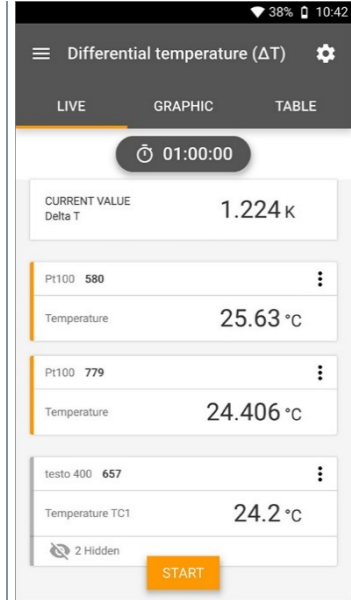 38% 10:42
Differential temperature (ΔT)
LIVE GRAPHIC TABLE
01:00:00
CURRENT VALUE
Delta T
1.224 K
Pt100 580
Temperature 25.63 °C
Pt100 779
Temperature 24.406 °C
testo 400 657
Temperature TC1 24.2 °C
2 Hidden
START